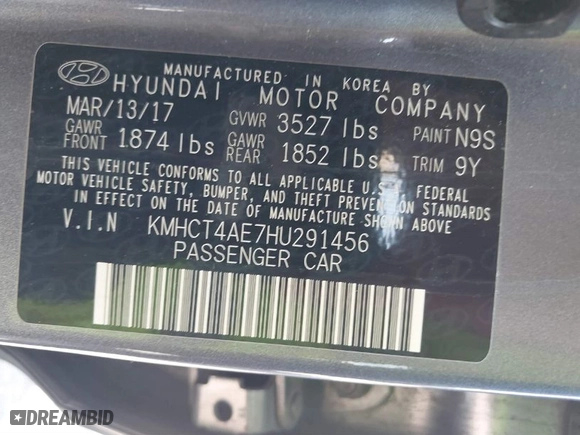 MANUFACTURED IN KOREA BY
HYUNDAI MOTOR COMPANY
MAR/13/17 GVWR 3527 lbs PAINT N9S
GAWR FRONT 1874 lbs GAWR REAR 1852 lbs TRIM 9Y
THIS VEHICLE CONFORMS TO ALL APPLICABLE U.S. FEDERAL
MOTOR VEHICLE SAFETY, BUMPER, AND THEFT PREVENTION STANDARDS
IN EFFECT ON THE DATE OF MANUFACTURE SHOWN ABOVE
V.I.N KMHCT4AE7HU291456
PASSENGER CAR
DREAMBID